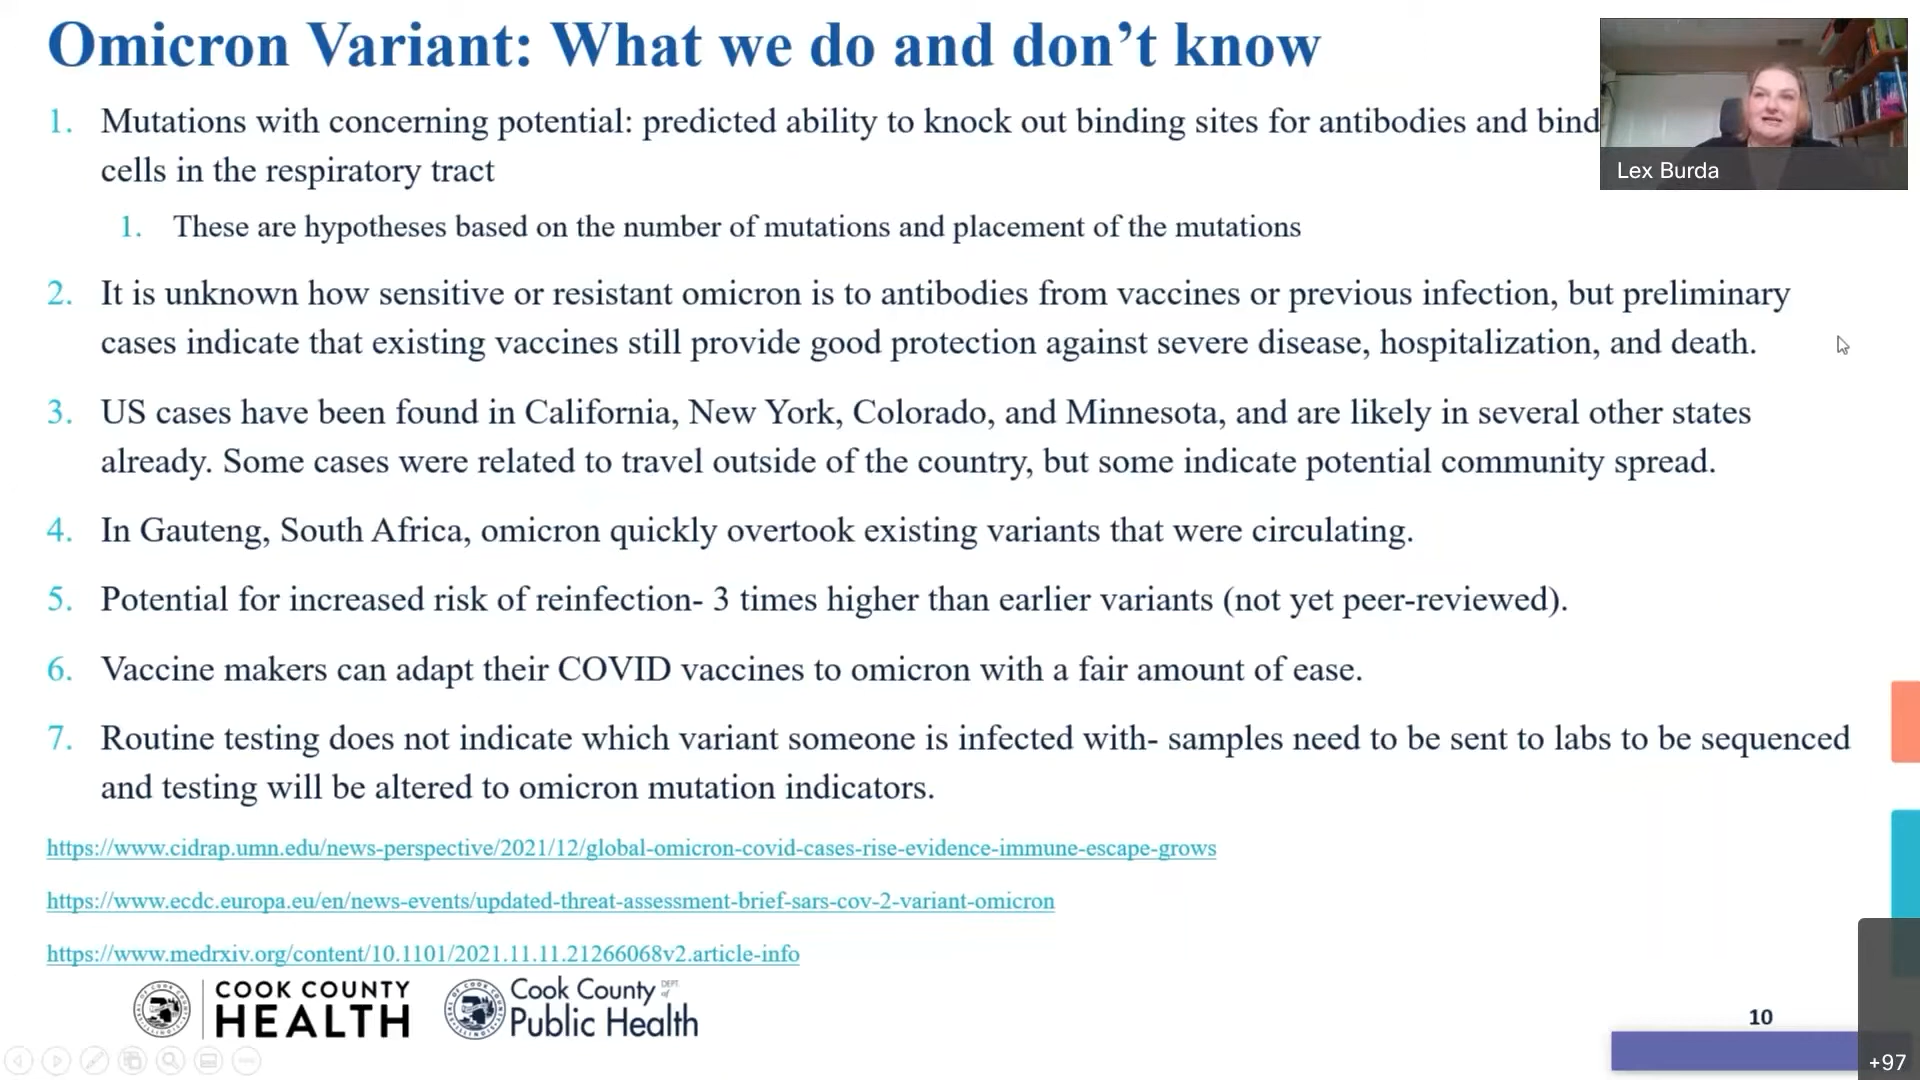 Omicron Variant: What we do and don't know
Lex Burda
1. Mutations with concerning potential: predicted ability to knock out binding sites for antibodies and bind
cells in the respiratory tract
1. These are hypotheses based on the number of mutations and placement of the mutations
2. It is unknown how sensitive or resistant omicron is to antibodies from vaccines or previous infection, but preliminary
cases indicate that existing vaccines still provide good protection against severe disease, hospitalization, and death.
3. US cases have been found in California, New York, Colorado, and Minnesota, and are likely in several other states
already. Some cases were related to travel outside of the country, but some indicate potential community spread.
4. In Gauteng, South Africa, omicron quickly overtook existing variants that were circulating.
5. Potential for increased risk of reinfection- 3 times higher than earlier variants (not yet peer-reviewed).
6. Vaccine makers can adapt their COVID vaccines to omicron with a fair amount of ease.
7. Routine testing does not indicate which variant someone is infected with- samples need to be sent to labs to be sequenced
and testing will be altered to omicron mutation indicators.
https://www.cidrap.umn.edu/news-perspective/2021/12/global-omicron-covid-cases-rise-evidence-immune-escape-grows
https://www.ecdc.europa.eu/en/news-events/updated-threat-assessment-brief-sars-cov-2-variant-omicron
https://www.medrxiv.org/content/10.1101/2021.11.11.21266068v2.article-info
COOK COUNTY
HEALTH
Cook County DEPT. of
Public Health
10
+97